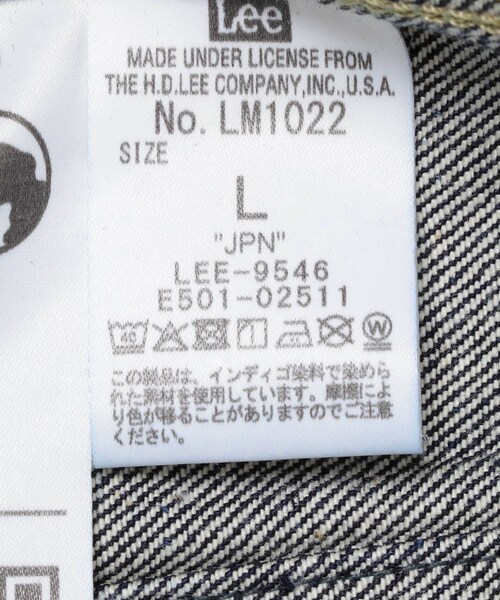 Lee
MADE UNDER LICENSE FROM
THE H.D.LEE COMPANY,INC.,U.S.A.
No. LM1022
SIZE
L
"JPN"
LEE-9546
E501-02511
40
W
この製品は、インディゴ染料で染めら
れた素材を使用しています。摩擦によ
り色が移ることがありますのでご注意
ください。